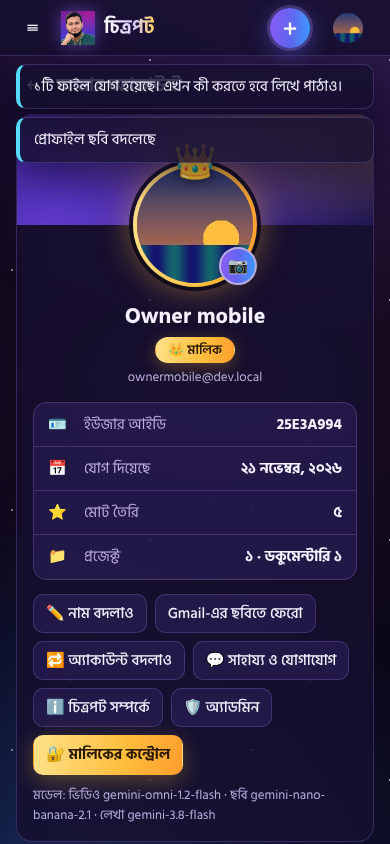 চিত্রপট
১টি ফাইল যোগ হয়েছে। এখন কী করতে হবে লিখে পাঠাও।
প্রোফাইল ছবি বদলেছে
Owner mobile
👑 মালিক
ownermobile@dev.local
🪪 ইউজার আইডি 25E3A994
📅 যোগ দিয়েছে ২১ নভেম্বর, ২০২৬
⭐ মোট তৈরি ৫
📁 প্রজেক্ট ১ · ডকুমেন্টারি ১
✏️ নাম বদলাও Gmail-এর ছবিতে ফেরো
🔁 অ্যাকাউন্ট বদলাও 💬 সাহায্য ও যোগাযোগ
ℹ️ চিত্রপট সম্পর্কে 🛡️ অ্যাডমিন
🔐 মালিকের কন্ট্রোল
মডেল: ভিডিও gemini-omni-1.2-flash · ছবি gemini-nano-
banana-2.1 · লেখা gemini-3.8-flash